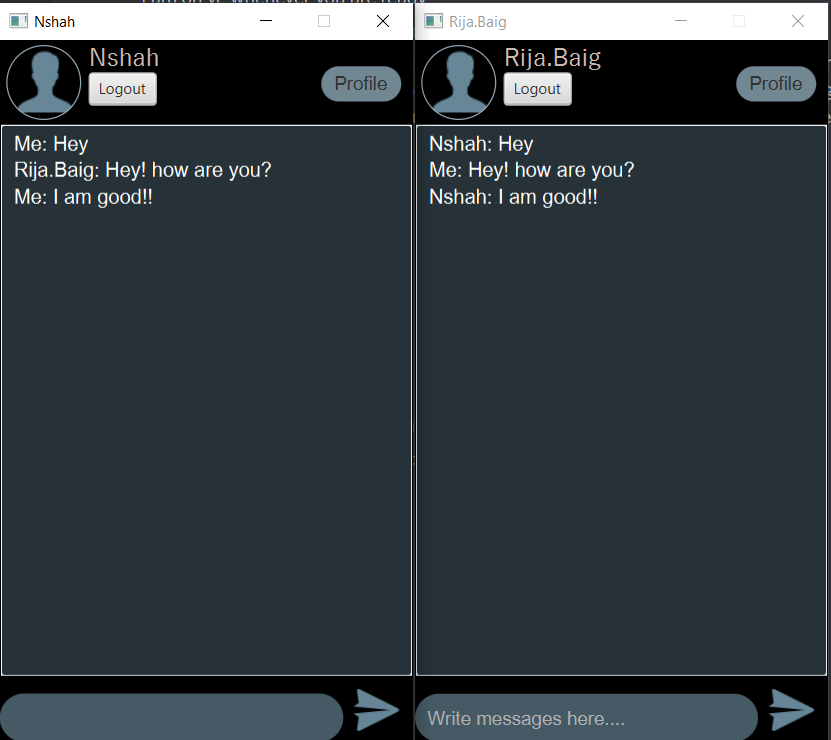 Nshah
Nshah
Logout
Profile
Me: Hey
Rija.Baig: Hey! how are you?
Me: I am good!!
Rija.Baig
Rija.Baig
Logout
Profile
Nshah: Hey
Me: Hey! how are you?
Nshah: I am good!!
Write messages here....